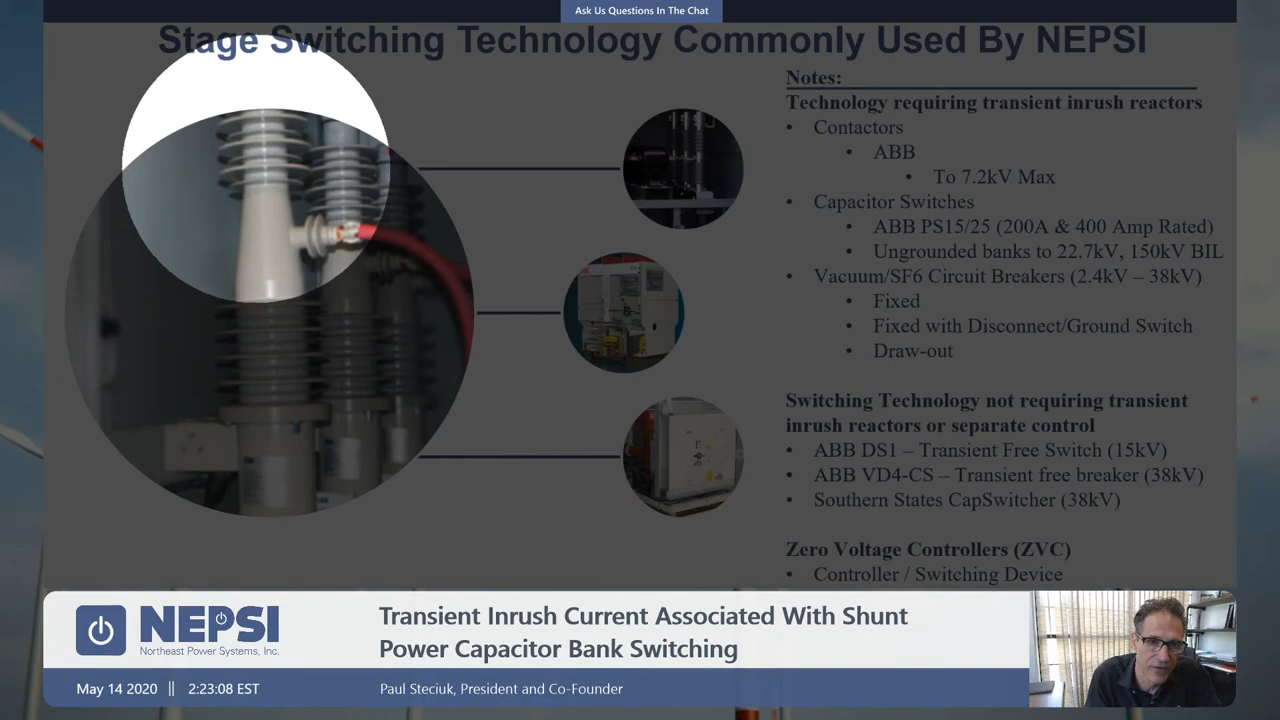 Ask Us Questions In The Chat
Stage Switching Technology Commonly Used By NEPSI
Notes:
Technology requiring transient inrush reactors
• Contactors
• ABB
• To 7.2kV Max
• Capacitor Switches
• ABB PS15/25 (200A & 400 Amp Rated)
• Ungrounded banks to 22.7kV, 150kV BIL
• Vacuum/SF6 Circuit Breakers (2.4kV – 38kV)
• Fixed
• Fixed with Disconnect/Ground Switch
• Draw-out
Switching Technology not requiring transient
inrush reactors or separate control
• ABB DS1 – Transient Free Switch (15kV)
• ABB VD4-CS – Transient free breaker (38kV)
• Southern States CapSwitcher (38kV)
Zero Voltage Controllers (ZVC)
• Controller / Switching Device
NEPSI
Northeast Power Systems, Inc.
Transient Inrush Current Associated With Shunt
Power Capacitor Bank Switching
May 14 2020 || 2:23:08 EST
Paul Steciuk, President and Co-Founder